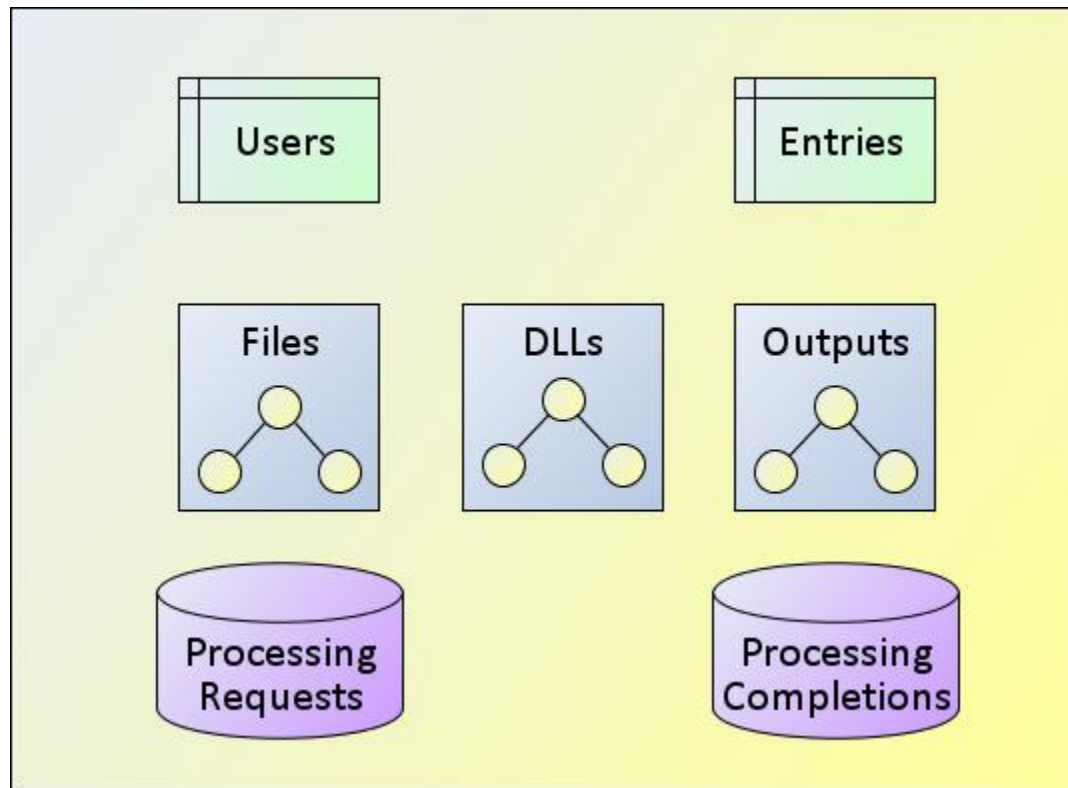 Users
Entries
Files
DLLs
Outputs
Processing
Requests
Processing
Completions